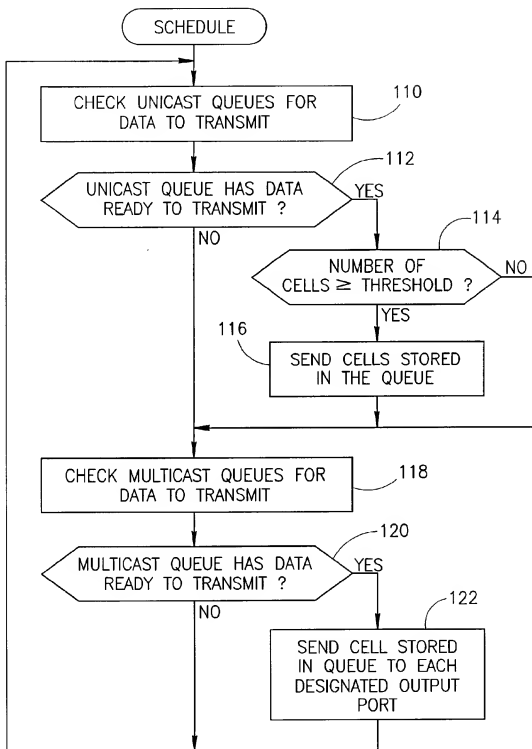 SCHEDULE
CHECK UNICAST QUEUES FOR
DATA TO TRANSMIT
110
UNICAST QUEUE HAS DATA
READY TO TRANSMIT ?
112
YES
NO
NUMBER OF
CELLS ≥ THRESHOLD ?
114
NO
YES
116
SEND CELLS STORED
IN THE QUEUE
CHECK MULTICAST QUEUES FOR
DATA TO TRANSMIT
118
MULTICAST QUEUE HAS DATA
READY TO TRANSMIT ?
120
YES
NO
122
SEND CELL STORED
IN QUEUE TO EACH
DESIGNATED OUTPUT
PORT